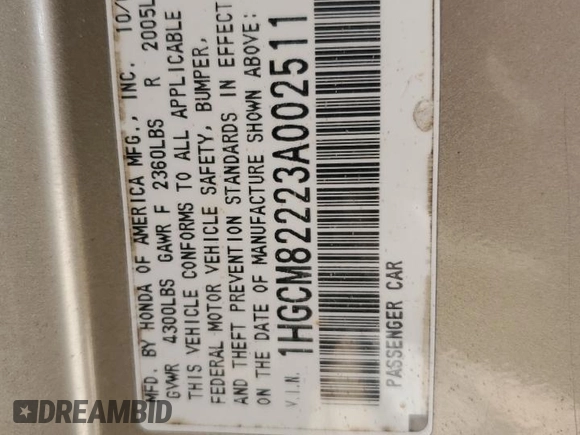 MFD. BY HONDA OF AMERICA MFG., INC. 10/
GVWR 4300LBS GAWR F 2360LBS R 2005L
THIS VEHICLE CONFORMS TO ALL APPLICABLE
FEDERAL MOTOR VEHICLE SAFETY, BUMPER,
AND THEFT PREVENTION STANDARDS IN EFFECT
ON THE DATE OF MANUFACTURE SHOWN ABOVE:
V.I.N. 1HGCM82223A002511
PASSENGER CAR
DREAMBID